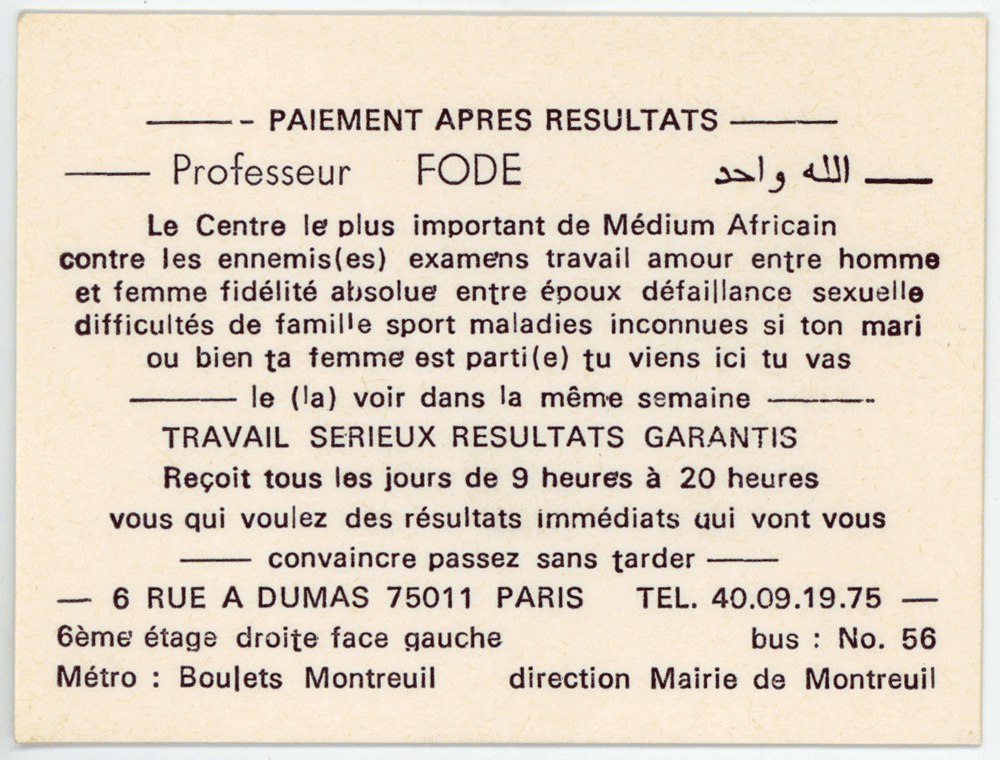 PAIEMENT APRES RESULTATS
Professeur FODE الله واحد
Le Centre le plus important de Médium Africain
contre les ennemis(es) examens travail amour entre homme
et femme fidélité absolue entre époux défaillance sexuelle
difficultés de famille sport maladies inconnues si ton mari
ou bien ta femme est parti(e) tu viens ici tu vas
le (la) voir dans la même semaine
TRAVAIL SERIEUX RESULTATS GARANTIS
Reçoit tous les jours de 9 heures à 20 heures
vous qui voulez des résultats immédiats qui vont vous
convaincre passez sans tarder
6 RUE A DUMAS 75011 PARIS TEL. 40.09.19.75
6ème étage droite face gauche bus : No. 56
Métro : Boulets Montreuil direction Mairie de Montreuil